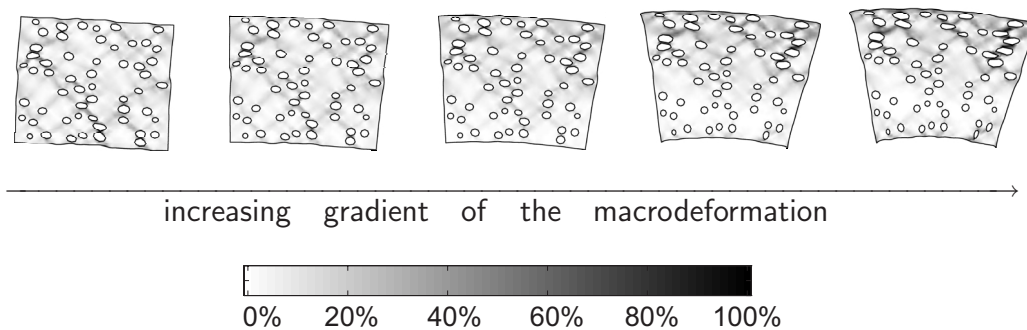 increasing gradient of the macrodeformation
0% 20% 40% 60% 80% 100%